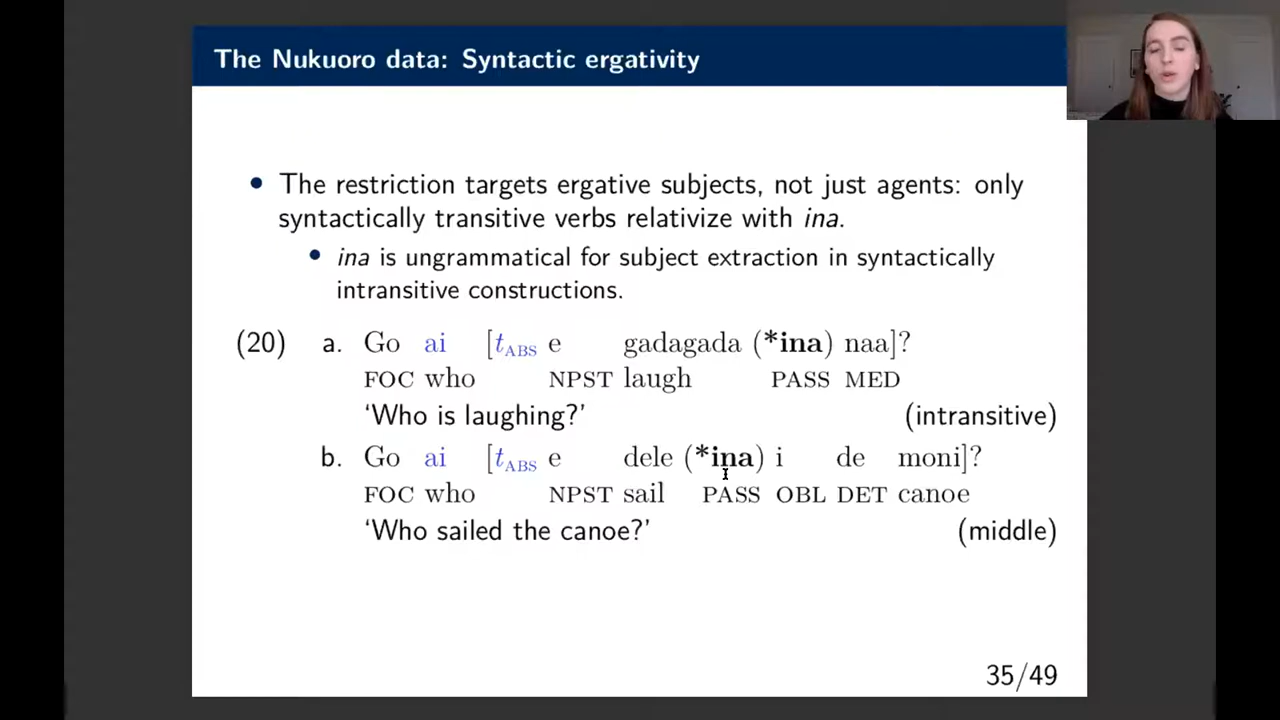 The Nukuoro data: Syntactic ergativity
• The restriction targets ergative subjects, not just agents: only
syntactically transitive verbs relativize with ina.
• ina is ungrammatical for subject extraction in syntactically
intransitive constructions.
(20) a. Go ai [tABS e gadagada (*ina) naa]?
FOC who NPST laugh PASS MED
‘Who is laughing?’ (intransitive)
b. Go ai [tABS e dele (*ina) i de moni]?
FOC who NPST sail PASS OBL DET canoe
‘Who sailed the canoe?’ (middle)
35/49